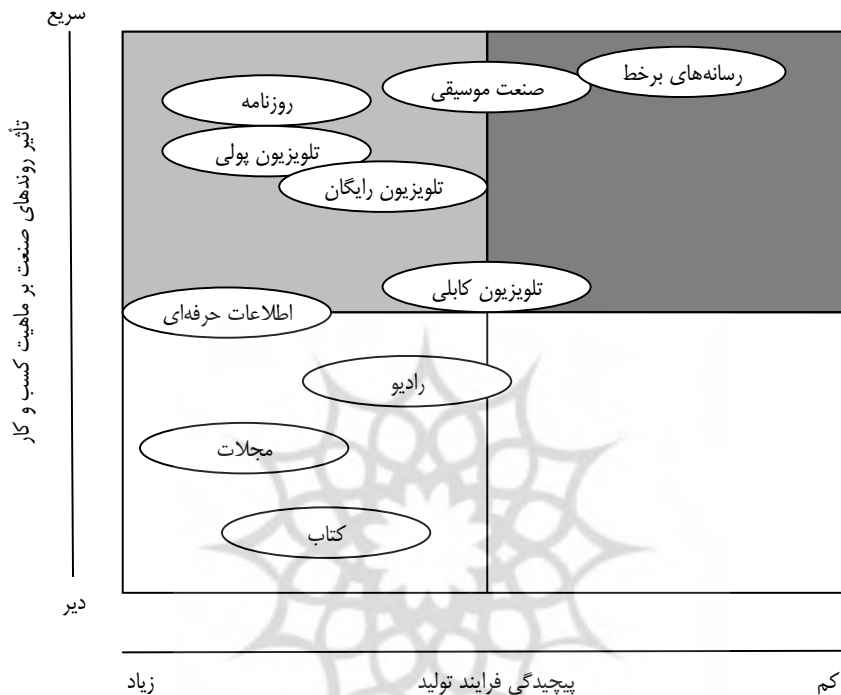 سریع
تأثیر روندهای صنعت بر ماهیت کسب و کار
رسانه‌های برخط
صنعت موسیقی
روزنامه
تلویزیون پولی
تلویزیون رایگان
تلویزیون کابلی
اطلاعات حرفه‌ای
رادیو
مجلات
کتاب
دیر
کم
پیچیدگی فرایند تولید
زیاد